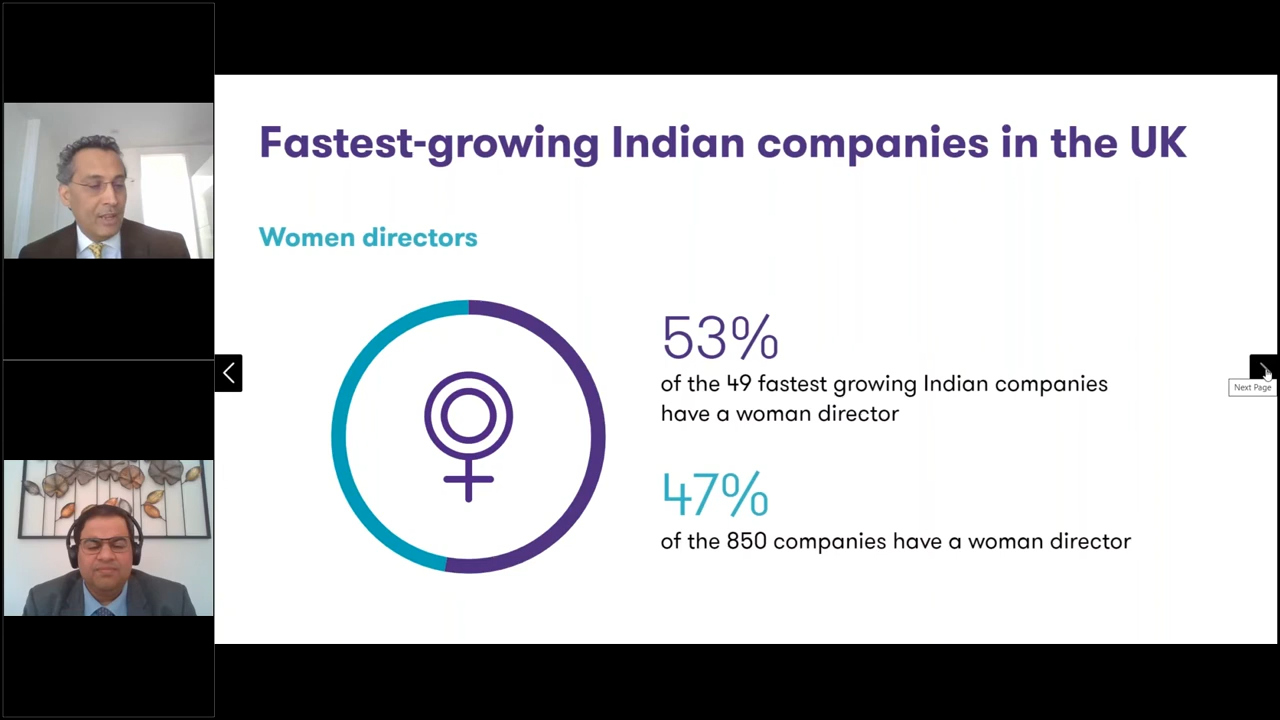 Fastest-growing Indian companies in the UK
Women directors
53%
of the 49 fastest growing Indian companies
have a woman director
47%
of the 850 companies have a woman director
Next Page